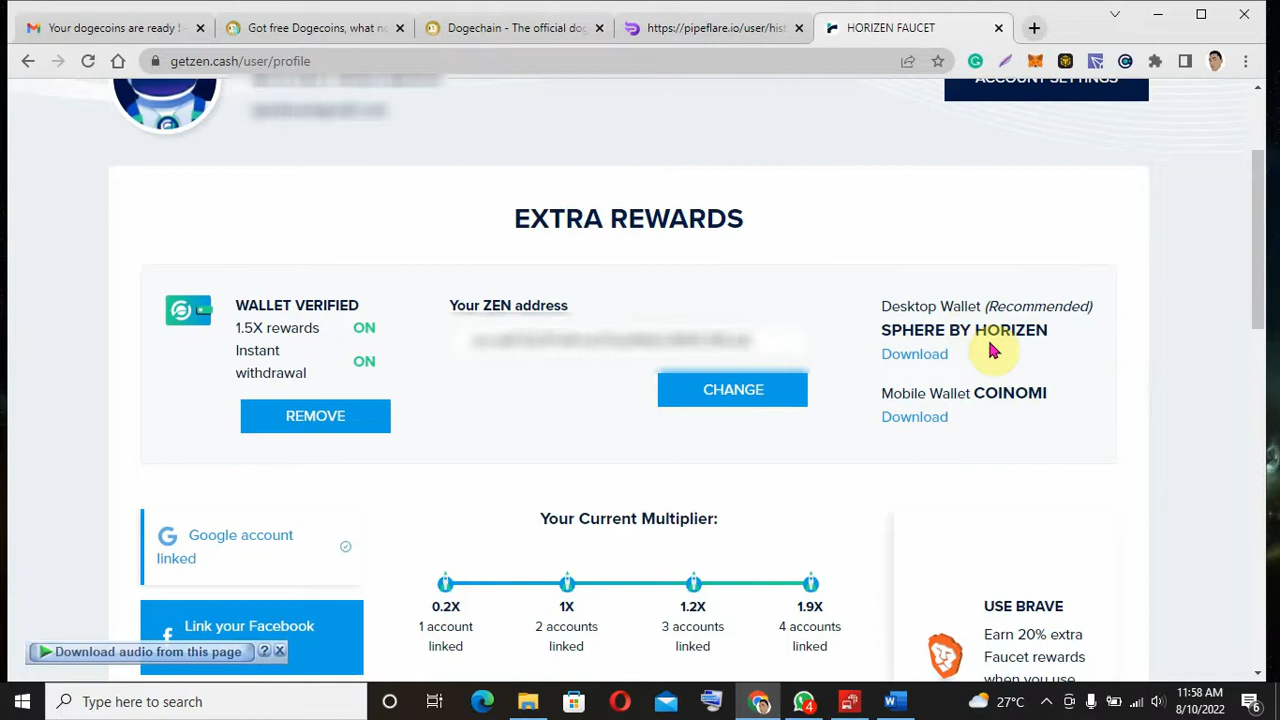 Your dogecoins are ready !
Got free Dogecoins, what no
Dogechain - The official dog
https://pipeflare.io/user/hist
HORIZEN FAUCET
getzen.cash/user/profile
ACCOUNT SETTINGS
EXTRA REWARDS
WALLET VERIFIED
1.5X rewards ON
Instant
withdrawal ON
REMOVE
Your ZEN address
CHANGE
Desktop Wallet (Recommended)
SPHERE BY HORIZEN
Download
Mobile Wallet COINOMI
Download
Google account
linked
Link your Facebook
Your Current Multiplier:
0.2X 1X 1.2X 1.9X
1 account 2 accounts 3 accounts 4 accounts
linked linked linked linked
USE BRAVE
Earn 20% extra
Faucet rewards
when you use
Download audio from this page
?
Type here to search
4
27°C
11:58 AM
8/10/2022
6